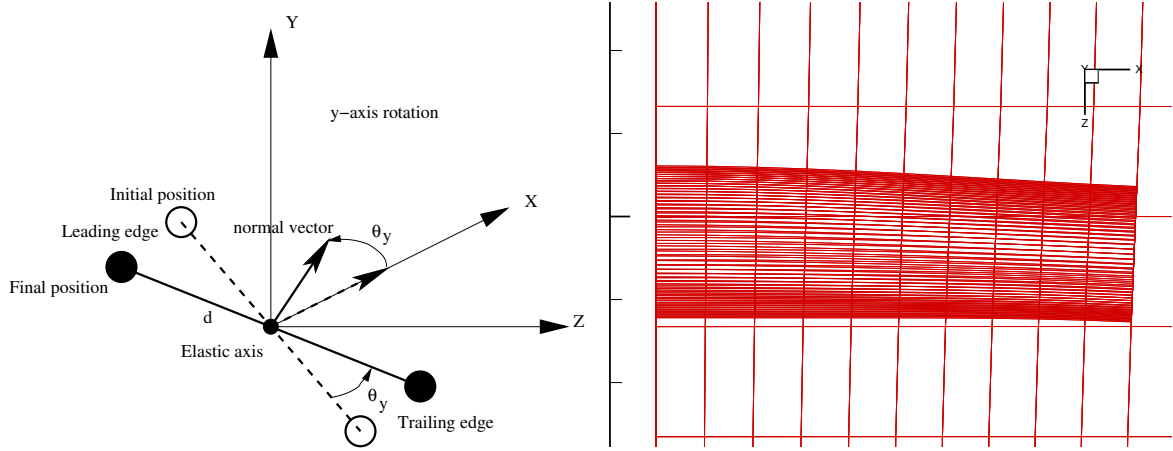 Y
y−axis rotation
Initial position
X
normal vector
θy
Leading edge
Final position
d
Z
Elastic axis
θy
Trailing edge
Y
X
Z